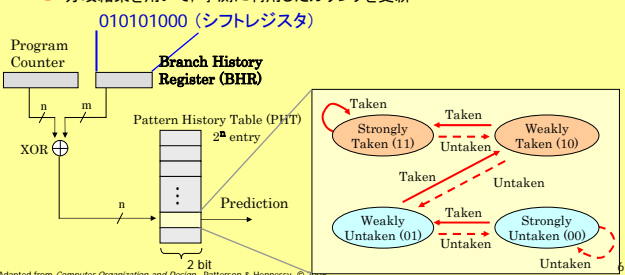 010101000 (シフトレジスタ)
Program
Counter
Branch History
Register (BHR)
n
m
Pattern History Table (PHT)
2n entry
XOR
n
Prediction
2 bit
Taken
Strongly
Taken (11)
Taken
Untaken
Weakly
Taken (10)
Taken
Untaken
Weakly
Untaken (01)
Taken
Untaken
Strongly
Untaken (00)
Untaken
Adapted from Computer Organization and Design, Patterson & Hennessy, ©
6